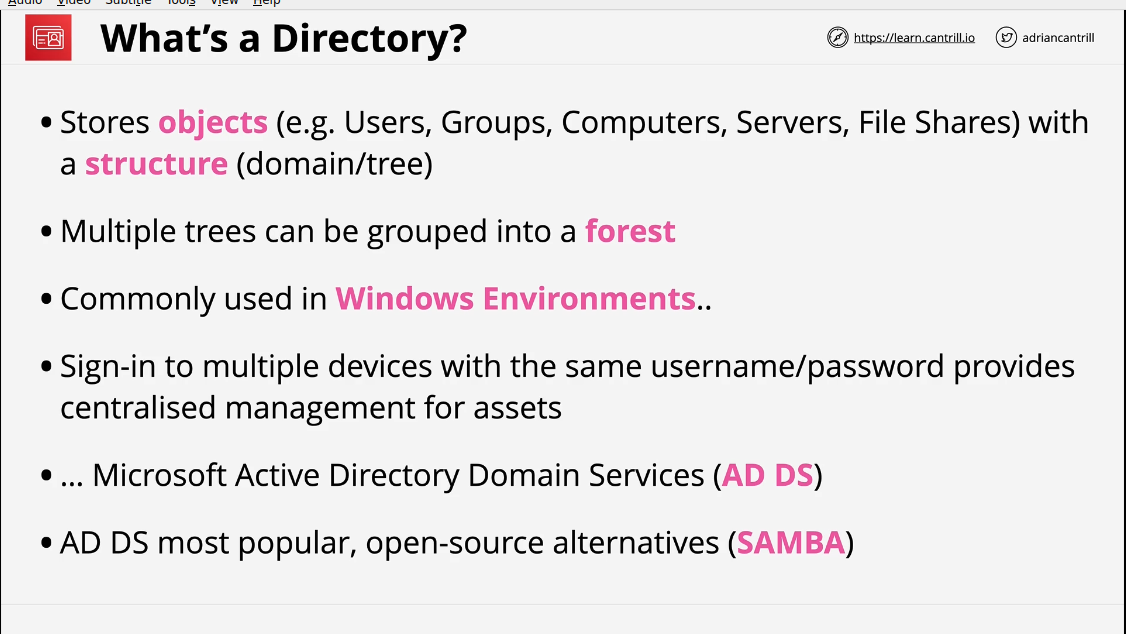 Audio Video Subtitle Tools View Help
What's a Directory?
https://learn.cantrill.io
adriancantrill
• Stores objects (e.g. Users, Groups, Computers, Servers, File Shares) with
a structure (domain/tree)
• Multiple trees can be grouped into a forest
• Commonly used in Windows Environments..
• Sign-in to multiple devices with the same username/password provides
centralised management for assets
• ... Microsoft Active Directory Domain Services (AD DS)
• AD DS most popular, open-source alternatives (SAMBA)